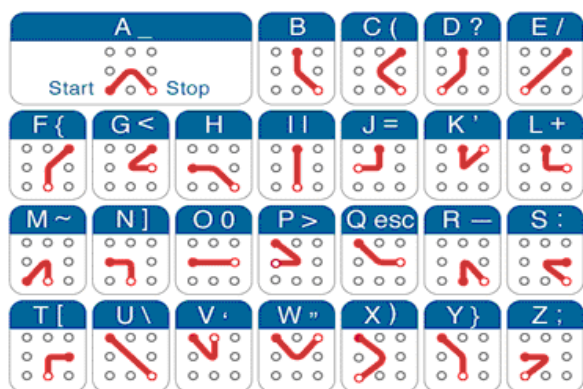 A _ B C ( D ? E /
Start Stop
F { G < H I | J = K ' L +
M ~ N ] O 0 P > Q esc R — S :
T [ U \ V ‘ W ” X ) Y } Z ;